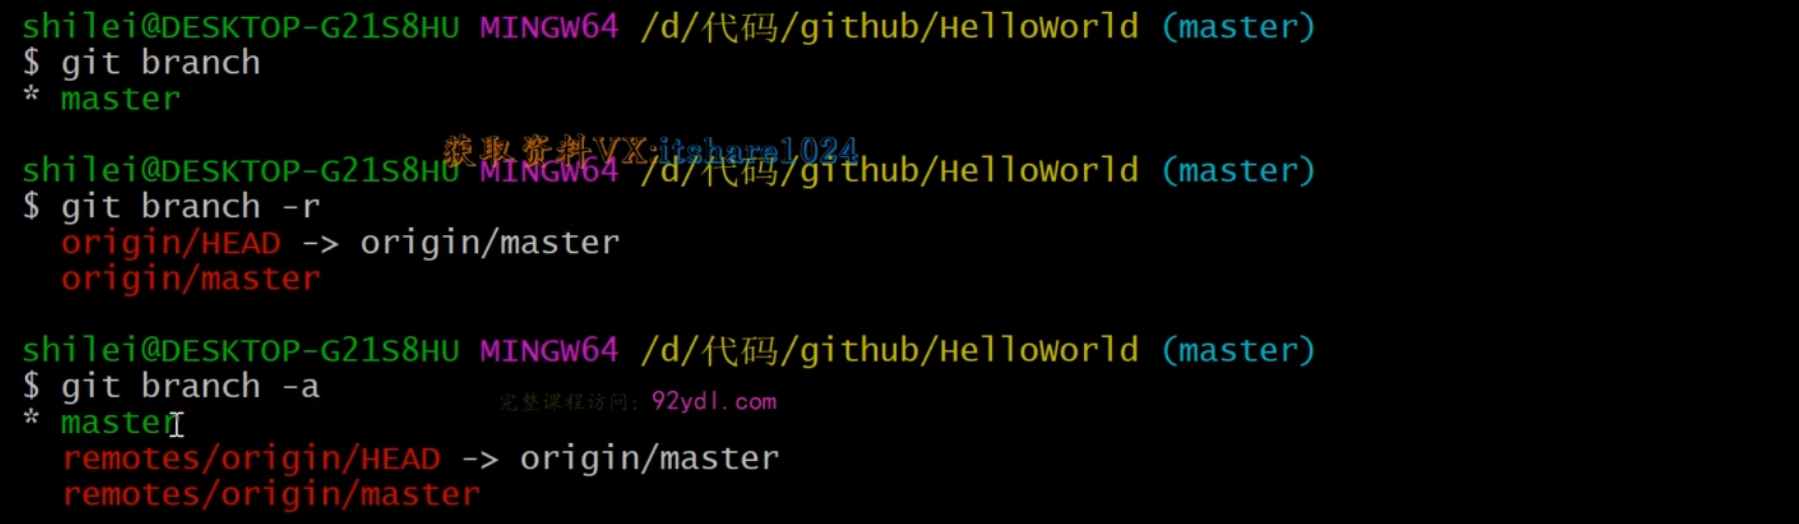 shilei@DESKTOP-G21S8HU MINGW64 /d/代码/github/HelloWorld (master)
$ git branch
* master
获取资料VX:itshare1024
shilei@DESKTOP-G21S8HU MINGW64 /d/代码/github/HelloWorld (master)
$ git branch -r
origin/HEAD -> origin/master
origin/master
shilei@DESKTOP-G21S8HU MINGW64 /d/代码/github/HelloWorld (master)
$ git branch -a
完整课程访问: 92ydl.com
* master
remotes/origin/HEAD -> origin/master
remotes/origin/master